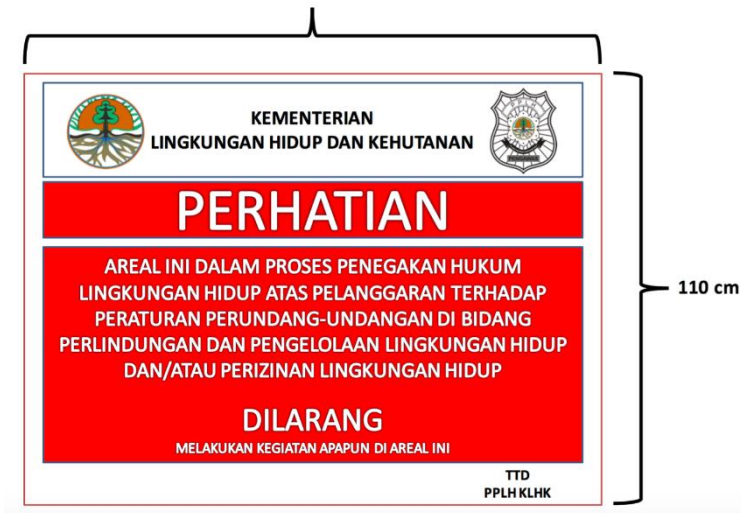 KEMENTERIAN
LINGKUNGAN HIDUP DAN KEHUTANAN
PPLH
PENGAWAS
PERHATIAN
AREAL INI DALAM PROSES PENEGAKAN HUKUM
LINGKUNGAN HIDUP ATAS PELANGGARAN TERHADAP
PERATURAN PERUNDANG-UNDANGAN DI BIDANG
PERLINDUNGAN DAN PENGELOLAAN LINGKUNGAN HIDUP
DAN/ATAU PERIZINAN LINGKUNGAN HIDUP
110 cm
DILARANG
MELAKUKAN KEGIATAN APAPUN DI AREAL INI
TTD
PPLH KLHK